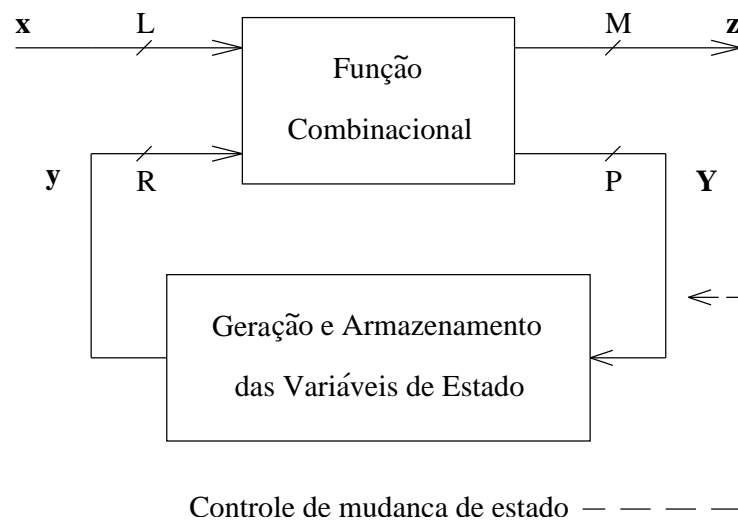 x L M z
Função
Combinacional
y R P Y
Geração e Armazenamento
das Variáveis de Estado
Controle de mudanca de estado